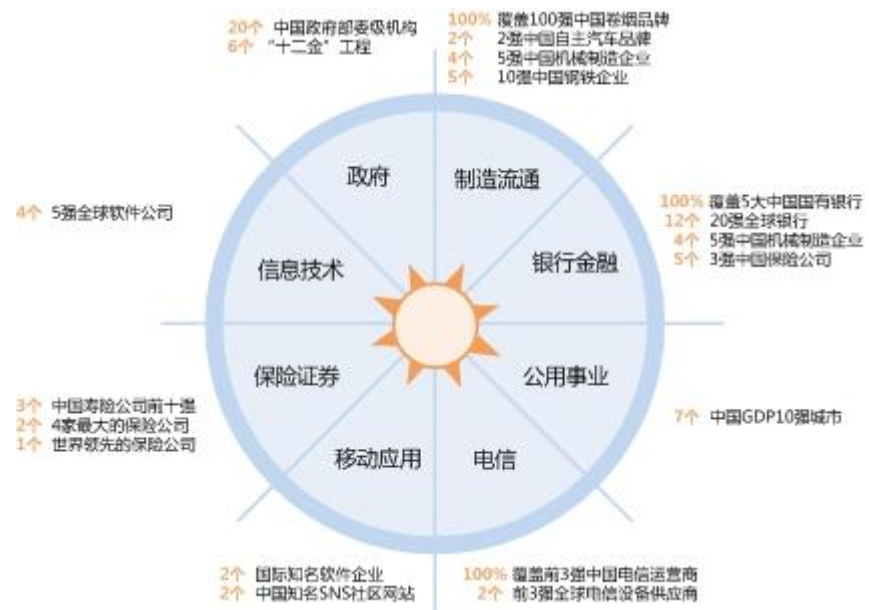 20个 中国政府部委级机构
6个 “十二金”工程
100% 覆盖100强中国卷烟品牌
2个 2强中国自主汽车品牌
4个 5强中国机械制造企业
5个 10强中国钢铁企业
政府
制造流通
4个 5强全球软件公司
100% 覆盖5大中国国有银行
12个 20强全球银行
4个 5强中国机械制造企业
5个 3强中国保险公司
信息技术
银行金融
保险证券
公用事业
3个 中国寿险公司前十强
2个 4家最大的保险公司
1个 世界领先的保险公司
7个 中国GDP10强城市
移动应用
电信
2个 国际知名软件企业
2个 中国知名SNS社区网站
100% 覆盖前3强中国电信运营商
2个 前3强全球电信设备供应商